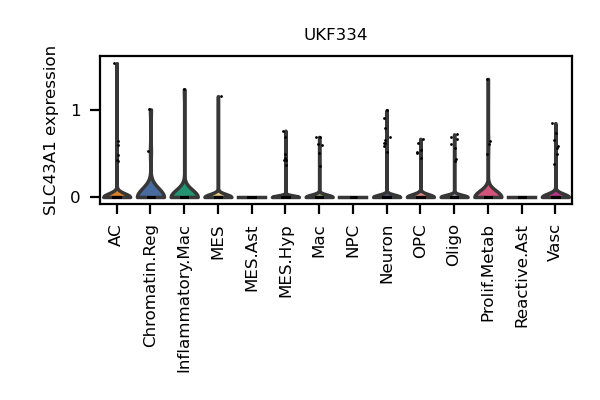 UKF334
SLC43A1 expression
1
0
AC
Chromatin.Reg
Inflammatory.Mac
MES
MES.Ast
MES.Hyp
Mac
NPC
Neuron
OPC
Oligo
Prolif.Metab
Reactive.Ast
Vasc